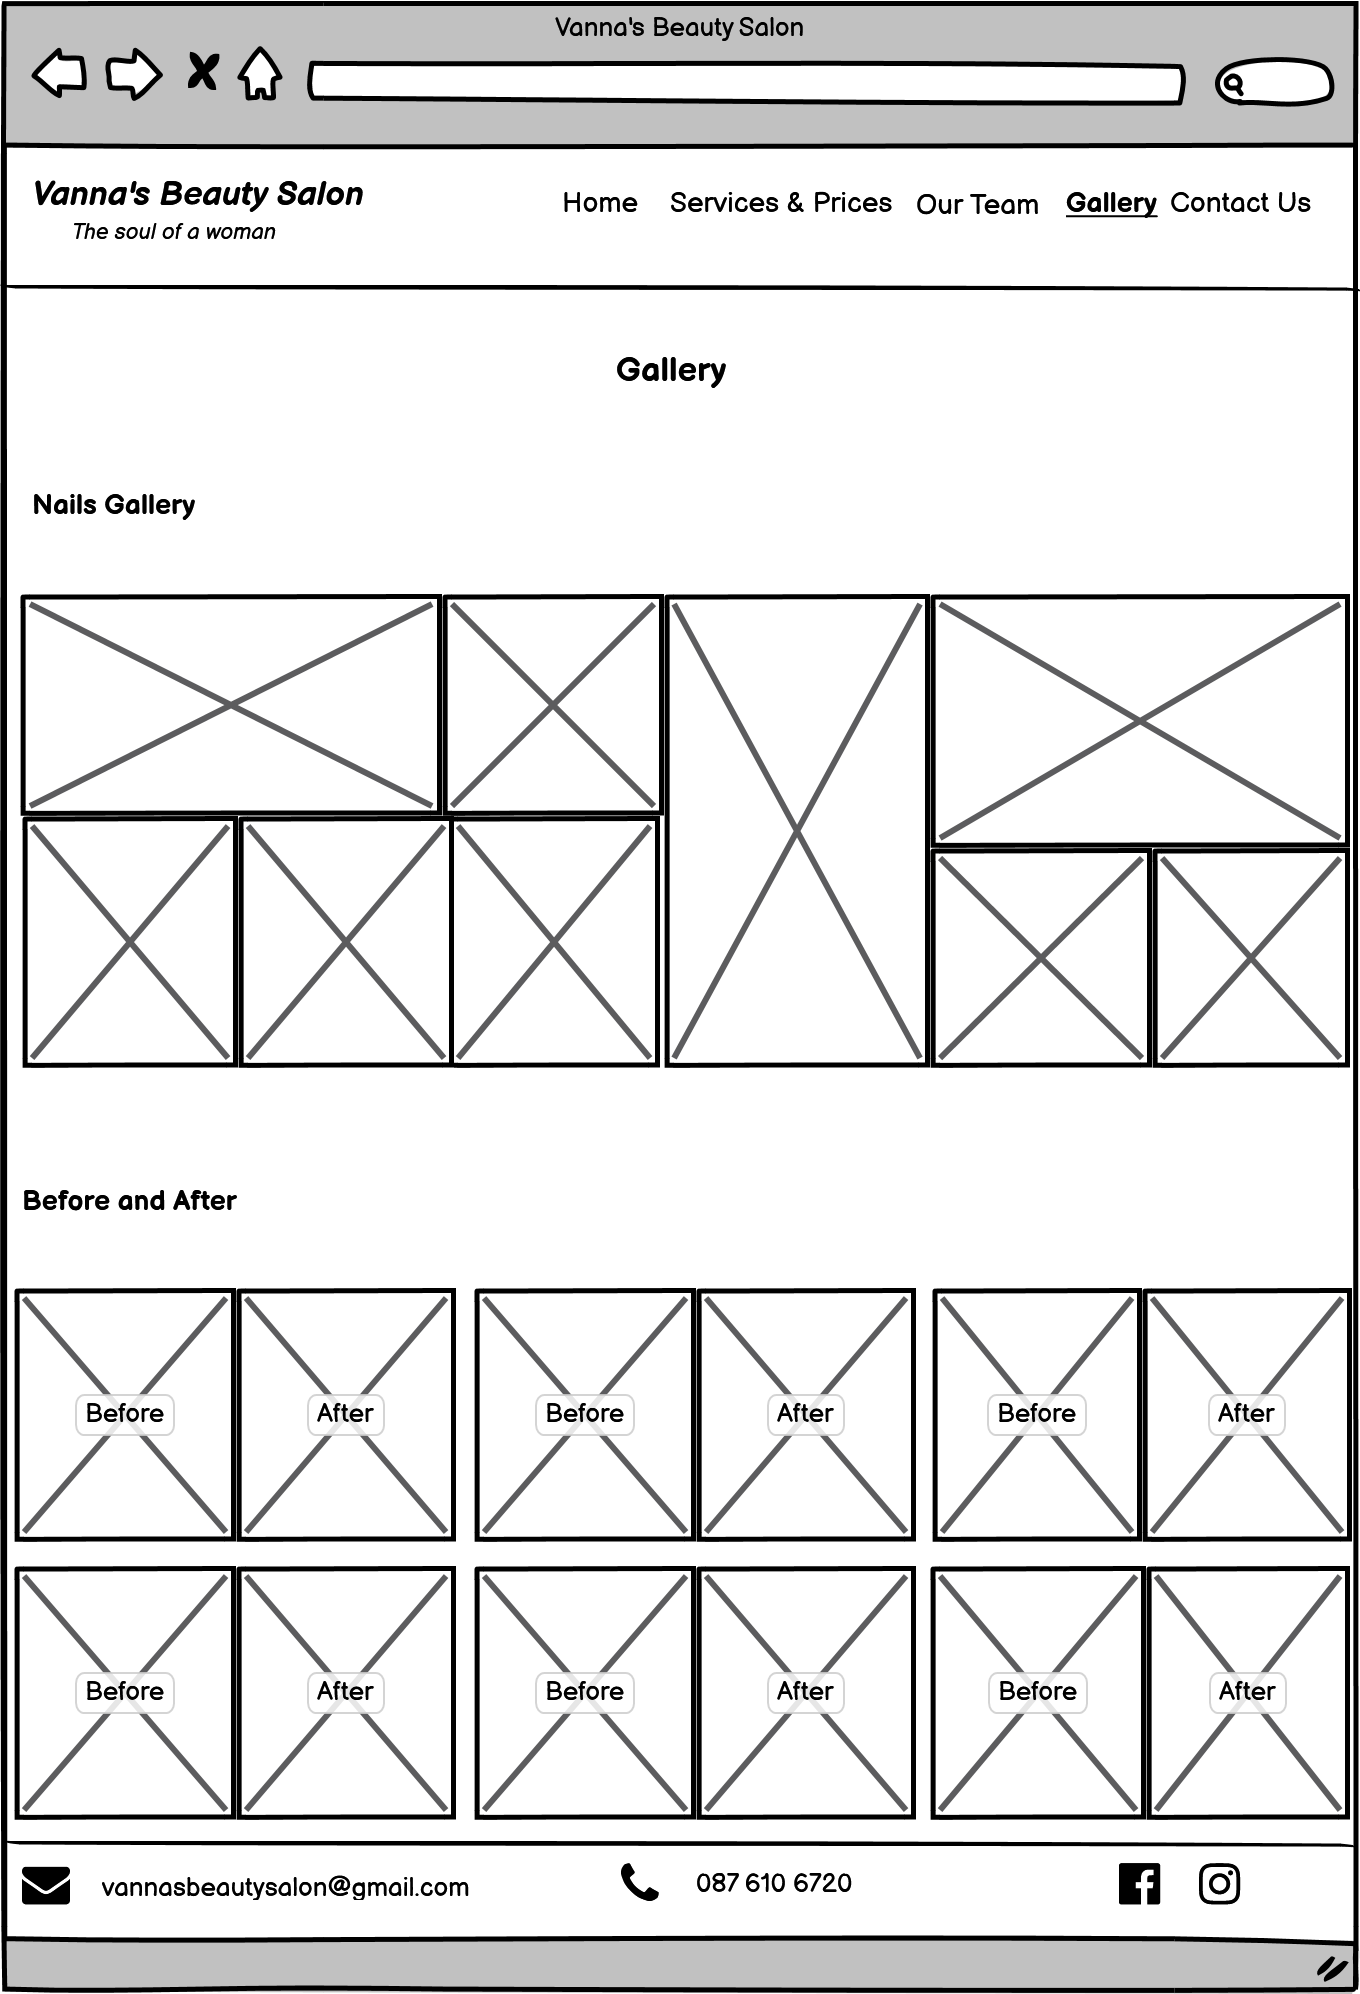 Vanna's Beauty Salon
Vanna's Beauty Salon
The soul of a woman
Home Services & Prices Our Team Gallery Contact Us
Gallery
Nails Gallery
Before and After
Before After Before After Before After
Before After Before After Before After
vannasbeautysalon@gmail.com 087 610 6720